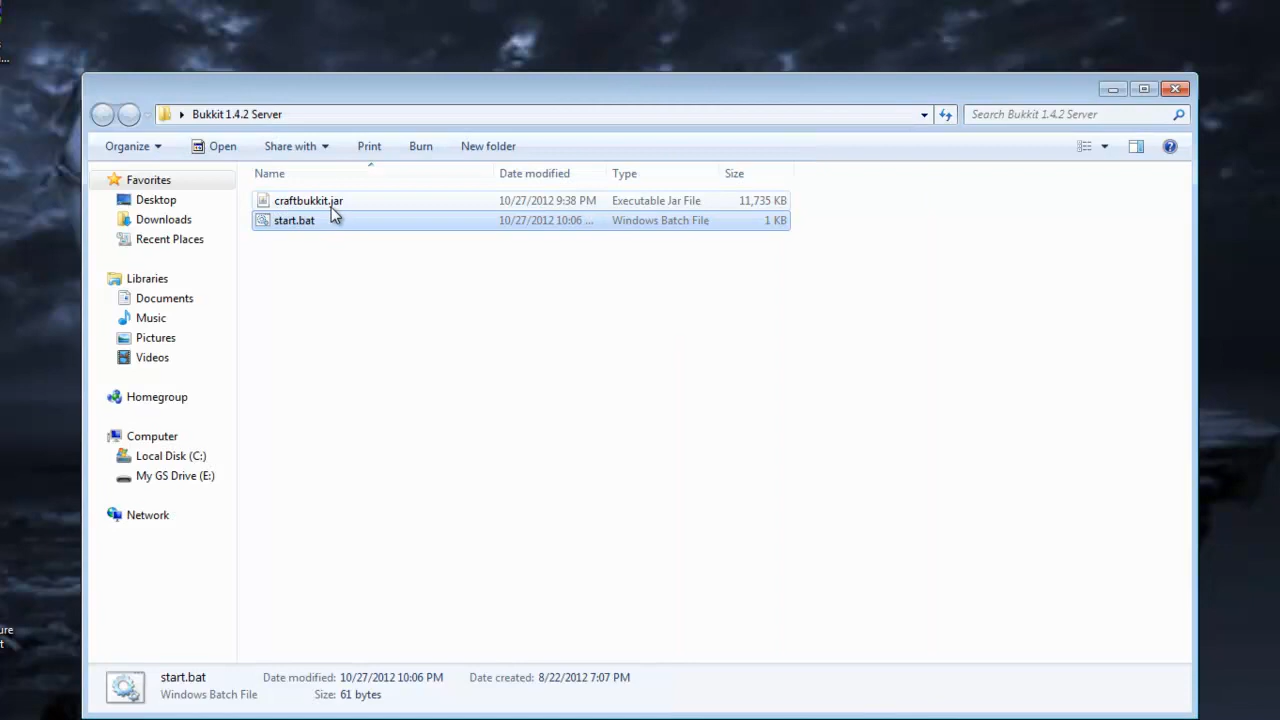 ...
Bukkit 1.4.2 Server
Search Bukkit 1.4.2 Server
Organize Open Share with Print Burn New folder
Name Date modified Type Size
Favorites
Desktop
Downloads
Recent Places
Libraries
Documents
Music
Pictures
Videos
Homegroup
Computer
Local Disk (C:)
My GS Drive (E:)
Network
craftbukkit.jar 10/27/2012 9:38 PM Executable Jar File 11,735 KB
start.bat 10/27/2012 10:06 ... Windows Batch File 1 KB
ure
t
start.bat Date modified: 10/27/2012 10:06 PM Date created: 8/22/2012 7:07 PM
Windows Batch File Size: 61 bytes